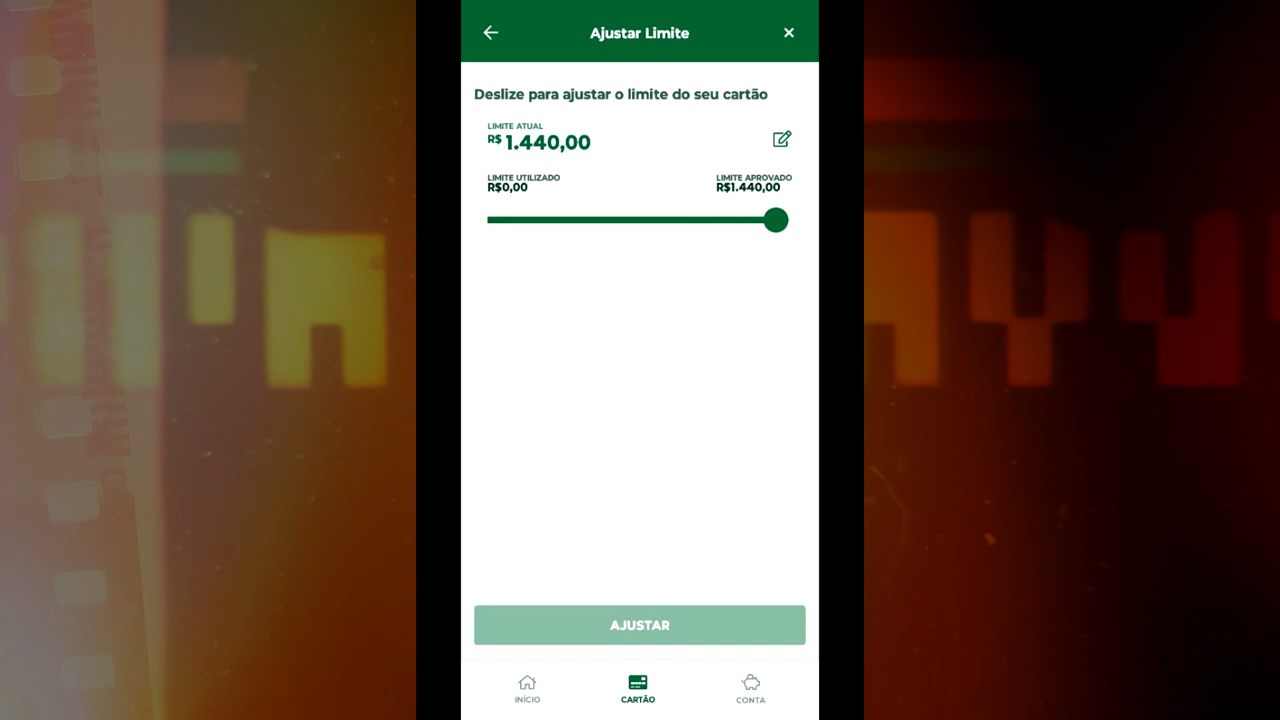 Ajustar Limite
Deslize para ajustar o limite do seu cartão
LIMITE ATUAL
R$ 1.440,00
LIMITE UTILIZADO
R$0,00
LIMITE APROVADO
R$1.440,00
AJUSTAR
INÍCIO
CARTÃO
CONTA